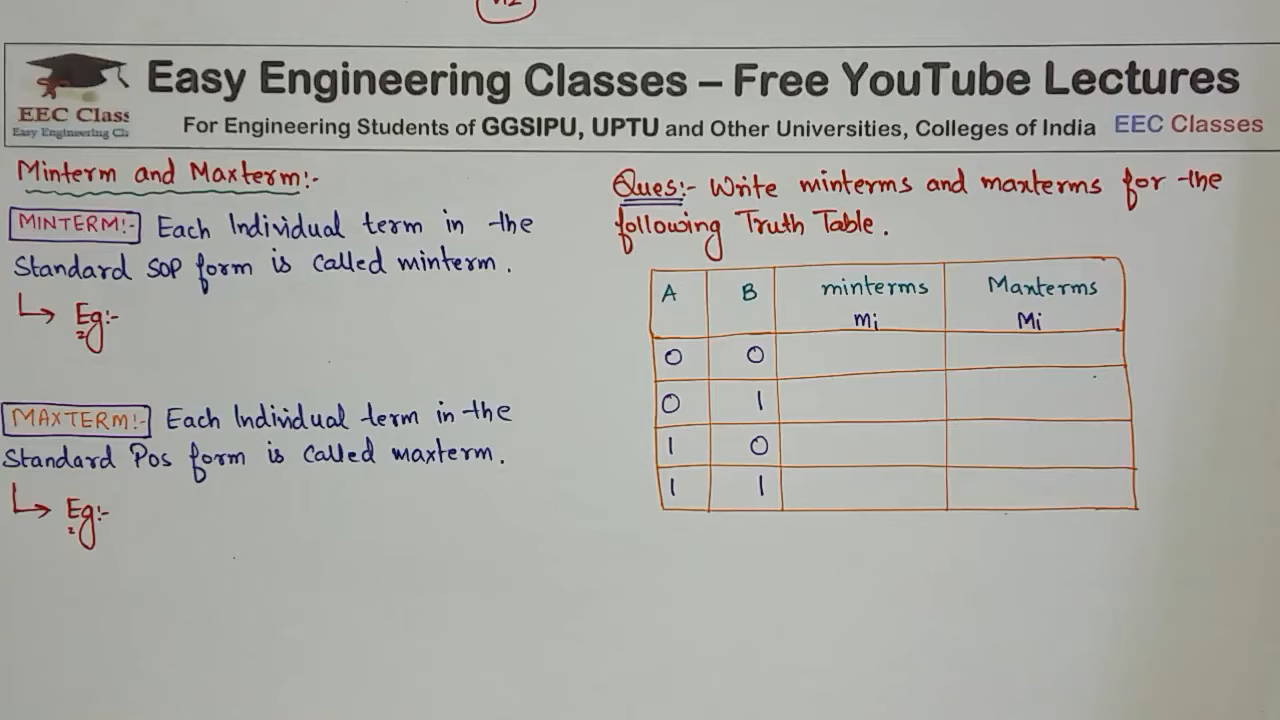 Easy Engineering Classes – Free YouTube Lectures
EEC Class
Easy Engineering Cla
For Engineering Students of GGSIPU, UPTU and Other Universities, Colleges of India EEC Classes
Minterm and Maxterm:-
MINTERM:- Each Individual term in the
Standard SOP form is called minterm.
Eg:-
MAXTERM:- Each Individual term in the
Standard Pos form is called maxterm.
Eg:-
Ques:- Write minterms and maxterms for the
following Truth Table.
A B minterms Maxterms
mi Mi
0 0
0 1
1 0
1 1